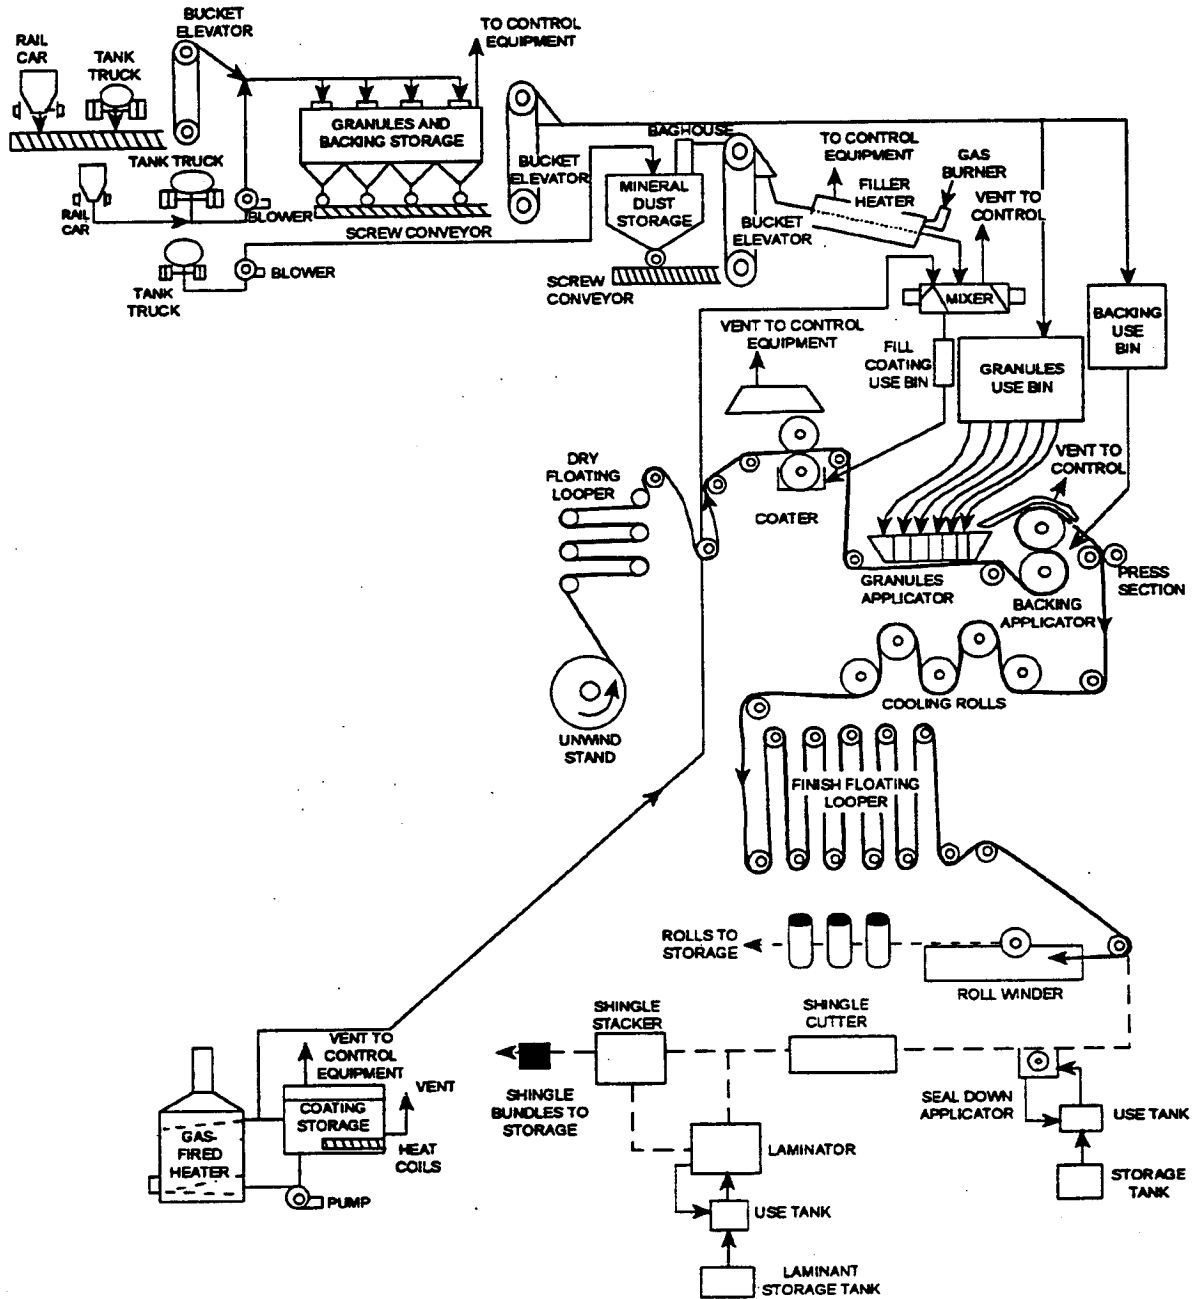 BUCKET
ELEVATOR
RAIL
CAR
TANK
TRUCK
TO CONTROL
EQUIPMENT
GRANULES AND
BACKING STORAGE
TANK TRUCK
RAIL
CAR
BLOWER
SCREW CONVEYOR
BUCKET
ELEVATOR
BAGHOUSE
MINERAL
DUST
STORAGE
TO CONTROL
EQUIPMENT
FILLER
HEATER
GAS
BURNER
VENT TO
CONTROL
BUCKET
ELEVATOR
TANK
TRUCK
BLOWER
SCREW
CONVEYOR
MIXER
BACKING
USE
BIN
VENT TO CONTROL
EQUIPMENT
FILL
COATING
USE BIN
GRANULES
USE BIN
DRY
FLOATING
LOOPER
VENT TO
CONTROL
COATER
GRANULES
APPLICATOR
BACKING
APPLICATOR
PRESS
SECTION
COOLING ROLLS
UNWIND
STAND
FINISH FLOATING
LOOPER
ROLLS TO
STORAGE
ROLL WINDER
SHINGLE
STACKER
SHINGLE
CUTTER
VENT TO
CONTROL
EQUIPMENT
VENT
COATING
STORAGE
SHINGLE
BUNDLES TO
STORAGE
SEAL DOWN
APPLICATOR
USE TANK
GAS-
FIRED
HEATER
HEAT
COILS
LAMINATOR
STORAGE
TANK
PUMP
USE TANK
LAMINANT
STORAGE TANK